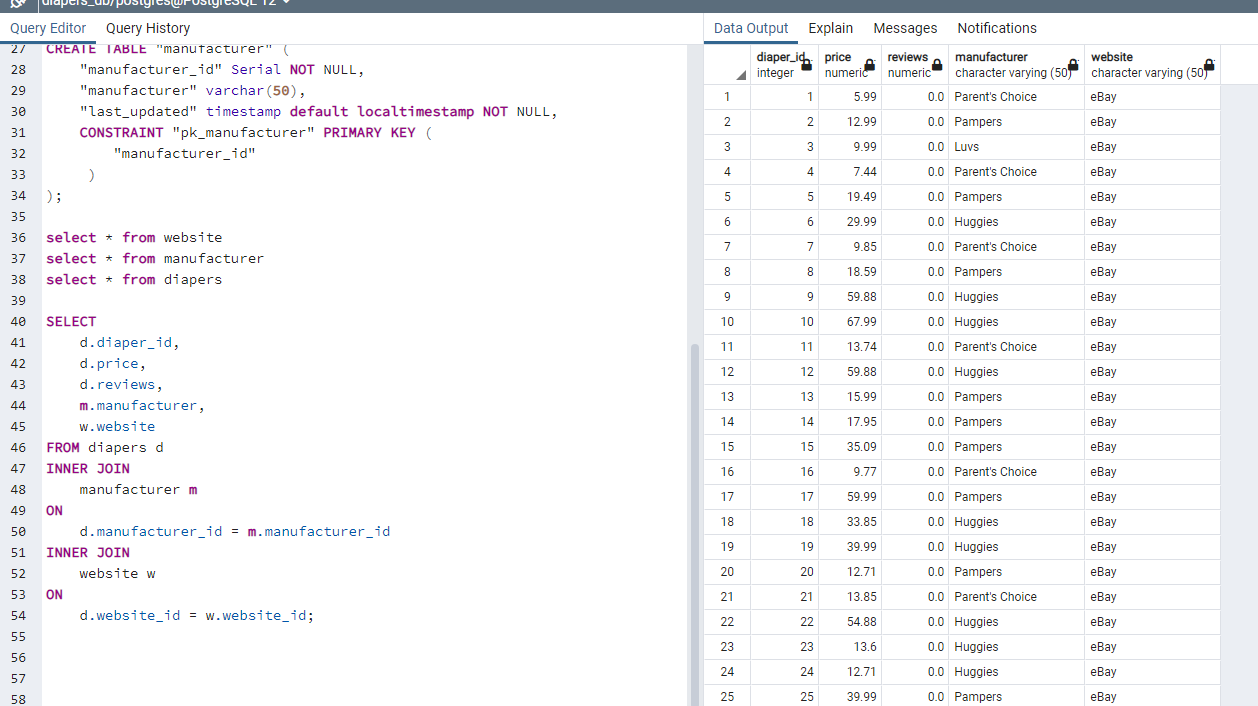 diapers_db/postgres@PostgreSQL 12
Query Editor Query History
27 CREATE TABLE "manufacturer" (
28 "manufacturer_id" Serial NOT NULL,
29 "manufacturer" varchar(50),
30 "last_updated" timestamp default localtimestamp NOT NULL,
31 CONSTRAINT "pk_manufacturer" PRIMARY KEY (
32 "manufacturer_id"
33 )
34 );
35
36 select * from website
37 select * from manufacturer
38 select * from diapers
39
40 SELECT
41 d.diaper_id,
42 d.price,
43 d.reviews,
44 m.manufacturer,
45 w.website
46 FROM diapers d
47 INNER JOIN
48 manufacturer m
49 ON
50 d.manufacturer_id = m.manufacturer_id
51 INNER JOIN
52 website w
53 ON
54 d.website_id = w.website_id;
55
56
57
58
Data Output Explain Messages Notifications
diaper_id price reviews manufacturer website
integer numeric numeric character varying (50) character varying (50)
1 1 5.99 0.0 Parent's Choice eBay
2 2 12.99 0.0 Pampers eBay
3 3 9.99 0.0 Luvs eBay
4 4 7.44 0.0 Parent's Choice eBay
5 5 19.49 0.0 Pampers eBay
6 6 29.99 0.0 Huggies eBay
7 7 9.85 0.0 Parent's Choice eBay
8 8 18.59 0.0 Pampers eBay
9 9 59.88 0.0 Huggies eBay
10 10 67.99 0.0 Huggies eBay
11 11 13.74 0.0 Parent's Choice eBay
12 12 59.88 0.0 Huggies eBay
13 13 15.99 0.0 Pampers eBay
14 14 17.95 0.0 Pampers eBay
15 15 35.09 0.0 Pampers eBay
16 16 9.77 0.0 Parent's Choice eBay
17 17 59.99 0.0 Pampers eBay
18 18 33.85 0.0 Huggies eBay
19 19 39.99 0.0 Huggies eBay
20 20 12.71 0.0 Pampers eBay
21 21 13.85 0.0 Parent's Choice eBay
22 22 54.88 0.0 Huggies eBay
23 23 13.6 0.0 Huggies eBay
24 24 12.71 0.0 Huggies eBay
25 25 39.99 0.0 Pampers eBay